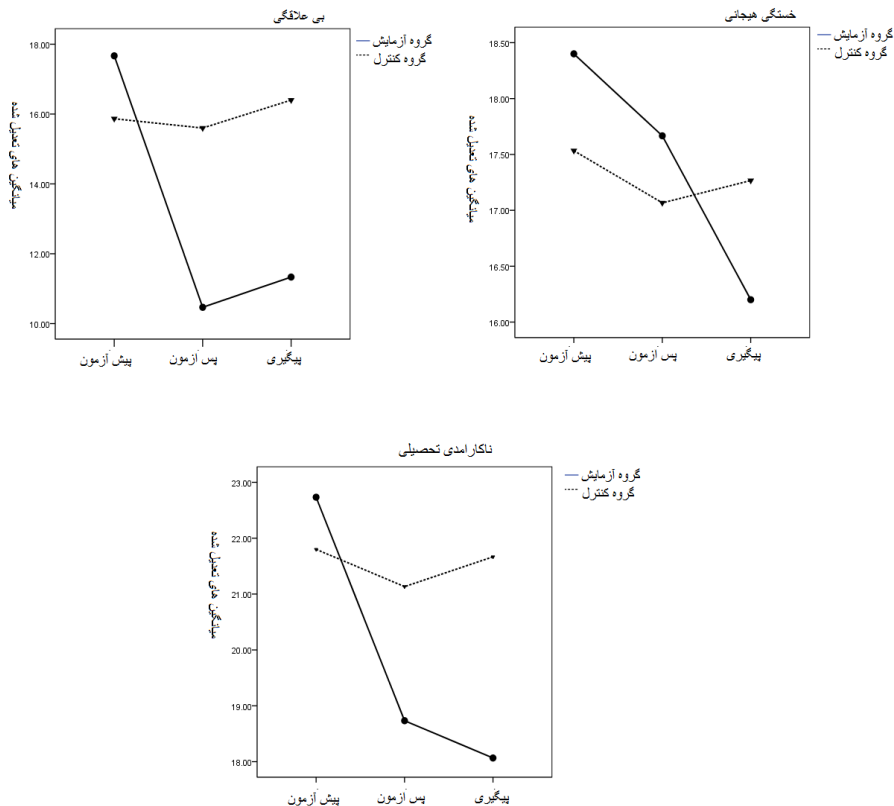 بی علاقگی
گروه آزمایش
گروه کنترل
میانگین های تعدیل شده
18.00
16.00
14.00
12.00
10.00
پیش آزمون
پس آزمون
پیگیری
خستگی هیجانی
گروه آزمایش
گروه کنترل
میانگین های تعدیل شده
18.50
18.00
17.50
17.00
16.50
16.00
پیش آزمون
پس آزمون
پیگیری
ناکارامدی تحصیلی
گروه آزمایش
گروه کنترل
میانگین های تعدیل شده
23.00
22.00
21.00
20.00
19.00
18.00
پیش آزمون
پس آزمون
پیگیری